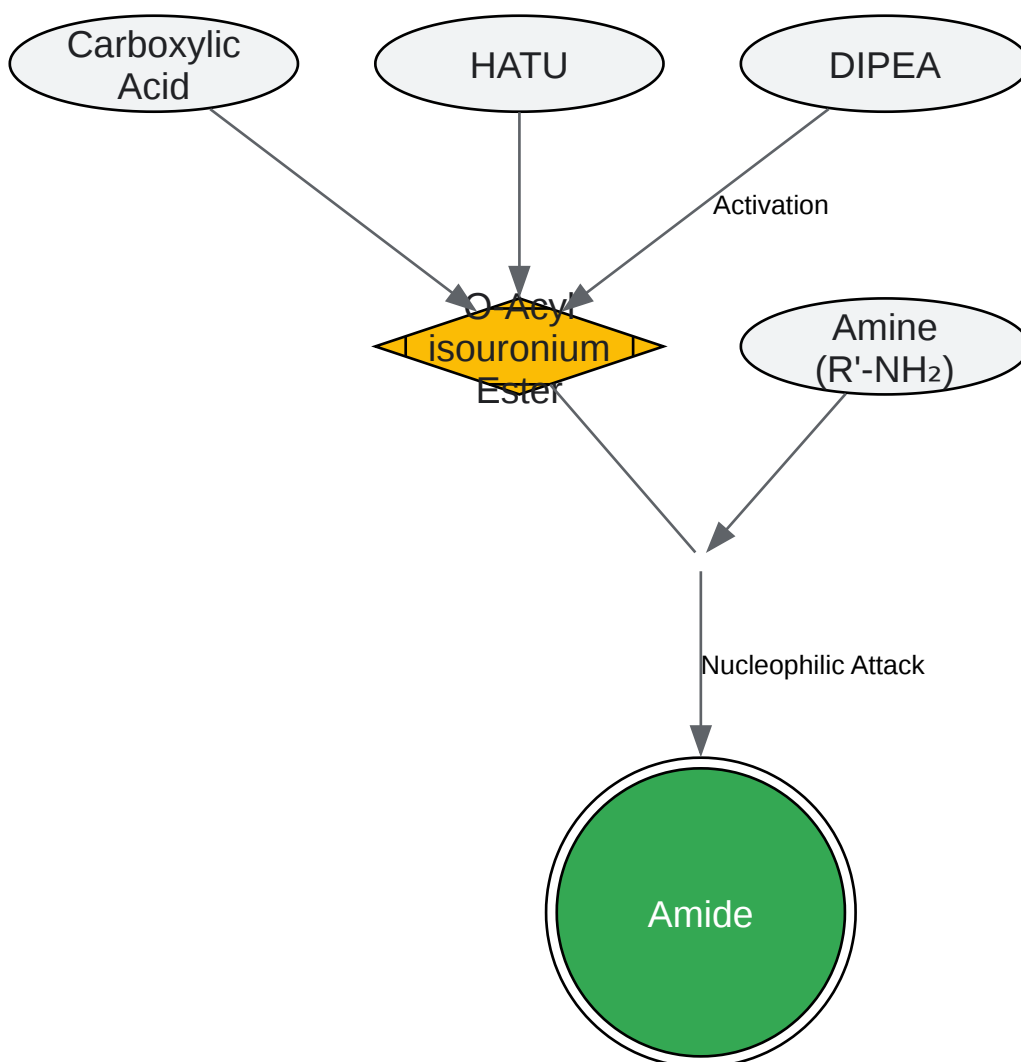 Carboxylic
Acid
HATU
DIPEA
Activation
O-Acyl
isouronium
Ester
Amine
(R'-NH₂)
Nucleophilic Attack
Amide